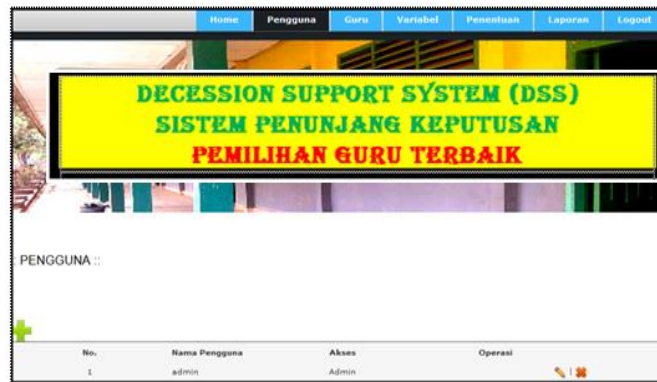 Home Pengguna Guru Variabel Penentuan Laporan Logout
DECESSION SUPPORT SYSTEM (DSS)
SISTEM PENUNJANG KEPUTUSAN
PEMILIHAN GURU TERBAIK
: PENGGUNA ::
No. Nama Pengguna Akses Operasi
1 admin Admin |